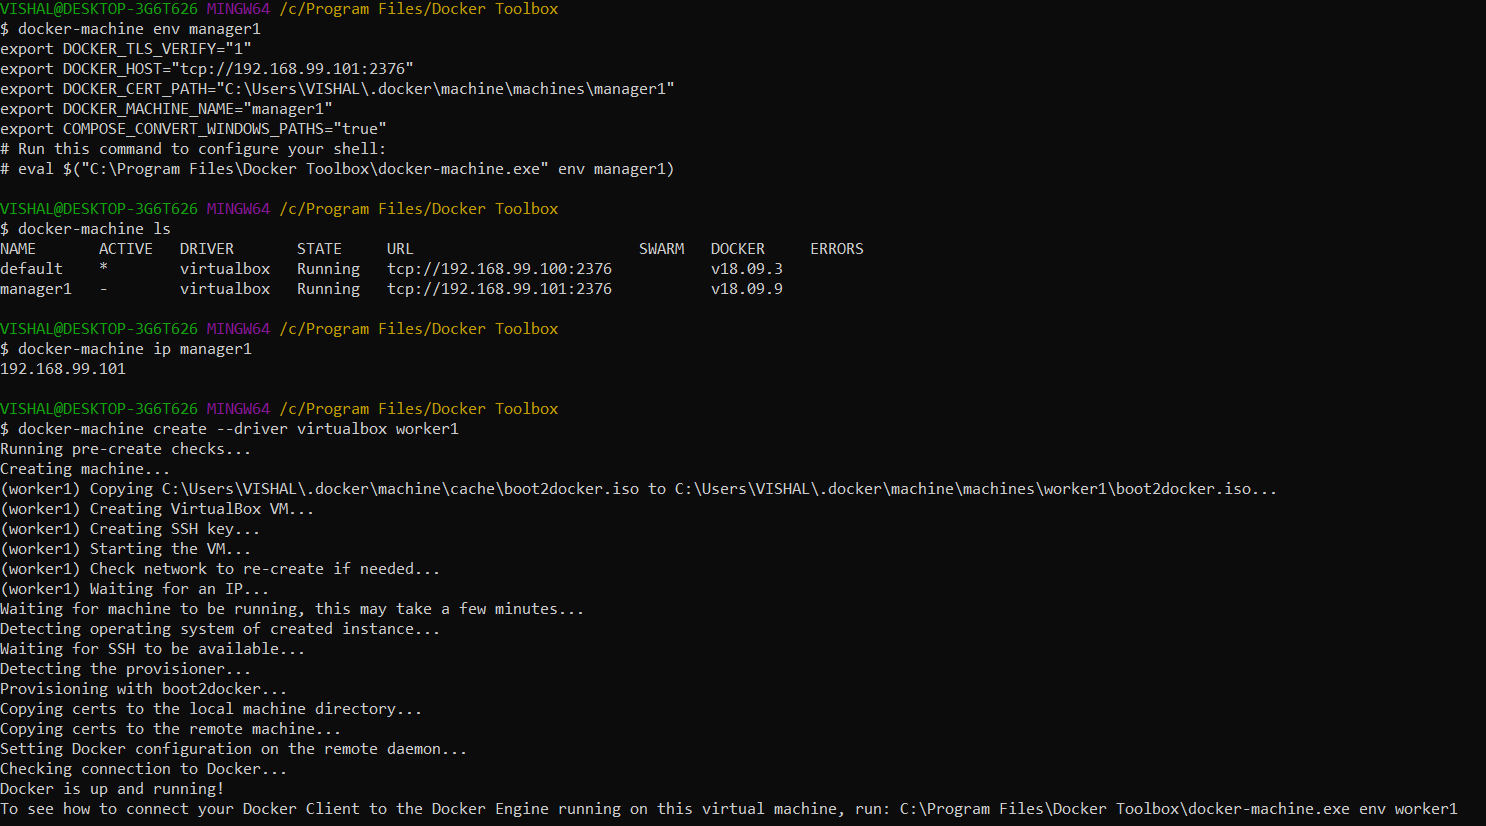 VISHAL@DESKTOP-3G6T626 MINGW64 /c/Program Files/Docker Toolbox
$ docker-machine env manager1
export DOCKER_TLS_VERIFY="1"
export DOCKER_HOST="tcp://192.168.99.101:2376"
export DOCKER_CERT_PATH="C:\Users\VISHAL\.docker\machine\machines\manager1"
export DOCKER_MACHINE_NAME="manager1"
export COMPOSE_CONVERT_WINDOWS_PATHS="true"
# Run this command to configure your shell:
# eval $("C:\Program Files\Docker Toolbox\docker-machine.exe" env manager1)
VISHAL@DESKTOP-3G6T626 MINGW64 /c/Program Files/Docker Toolbox
$ docker-machine ls
NAME       ACTIVE   DRIVER       STATE     URL                         SWARM   DOCKER     ERRORS
default    *        virtualbox   Running   tcp://192.168.99.100:2376           v18.09.3
manager1   -        virtualbox   Running   tcp://192.168.99.101:2376           v18.09.9
VISHAL@DESKTOP-3G6T626 MINGW64 /c/Program Files/Docker Toolbox
$ docker-machine ip manager1
192.168.99.101
VISHAL@DESKTOP-3G6T626 MINGW64 /c/Program Files/Docker Toolbox
$ docker-machine create --driver virtualbox worker1
Running pre-create checks...
Creating machine...
(worker1) Copying C:\Users\VISHAL\.docker\machine\cache\boot2docker.iso to C:\Users\VISHAL\.docker\machine\machines\worker1\boot2docker.iso...
(worker1) Creating VirtualBox VM...
(worker1) Creating SSH key...
(worker1) Starting the VM...
(worker1) Check network to re-create if needed...
(worker1) Waiting for an IP...
Waiting for machine to be running, this may take a few minutes...
Detecting operating system of created instance...
Waiting for SSH to be available...
Detecting the provisioner...
Provisioning with boot2docker...
Copying certs to the local machine directory...
Copying certs to the remote machine...
Setting Docker configuration on the remote daemon...
Checking connection to Docker...
Docker is up and running!
To see how to connect your Docker Client to the Docker Engine running on this virtual machine, run: C:\Program Files\Docker Toolbox\docker-machine.exe env worker1